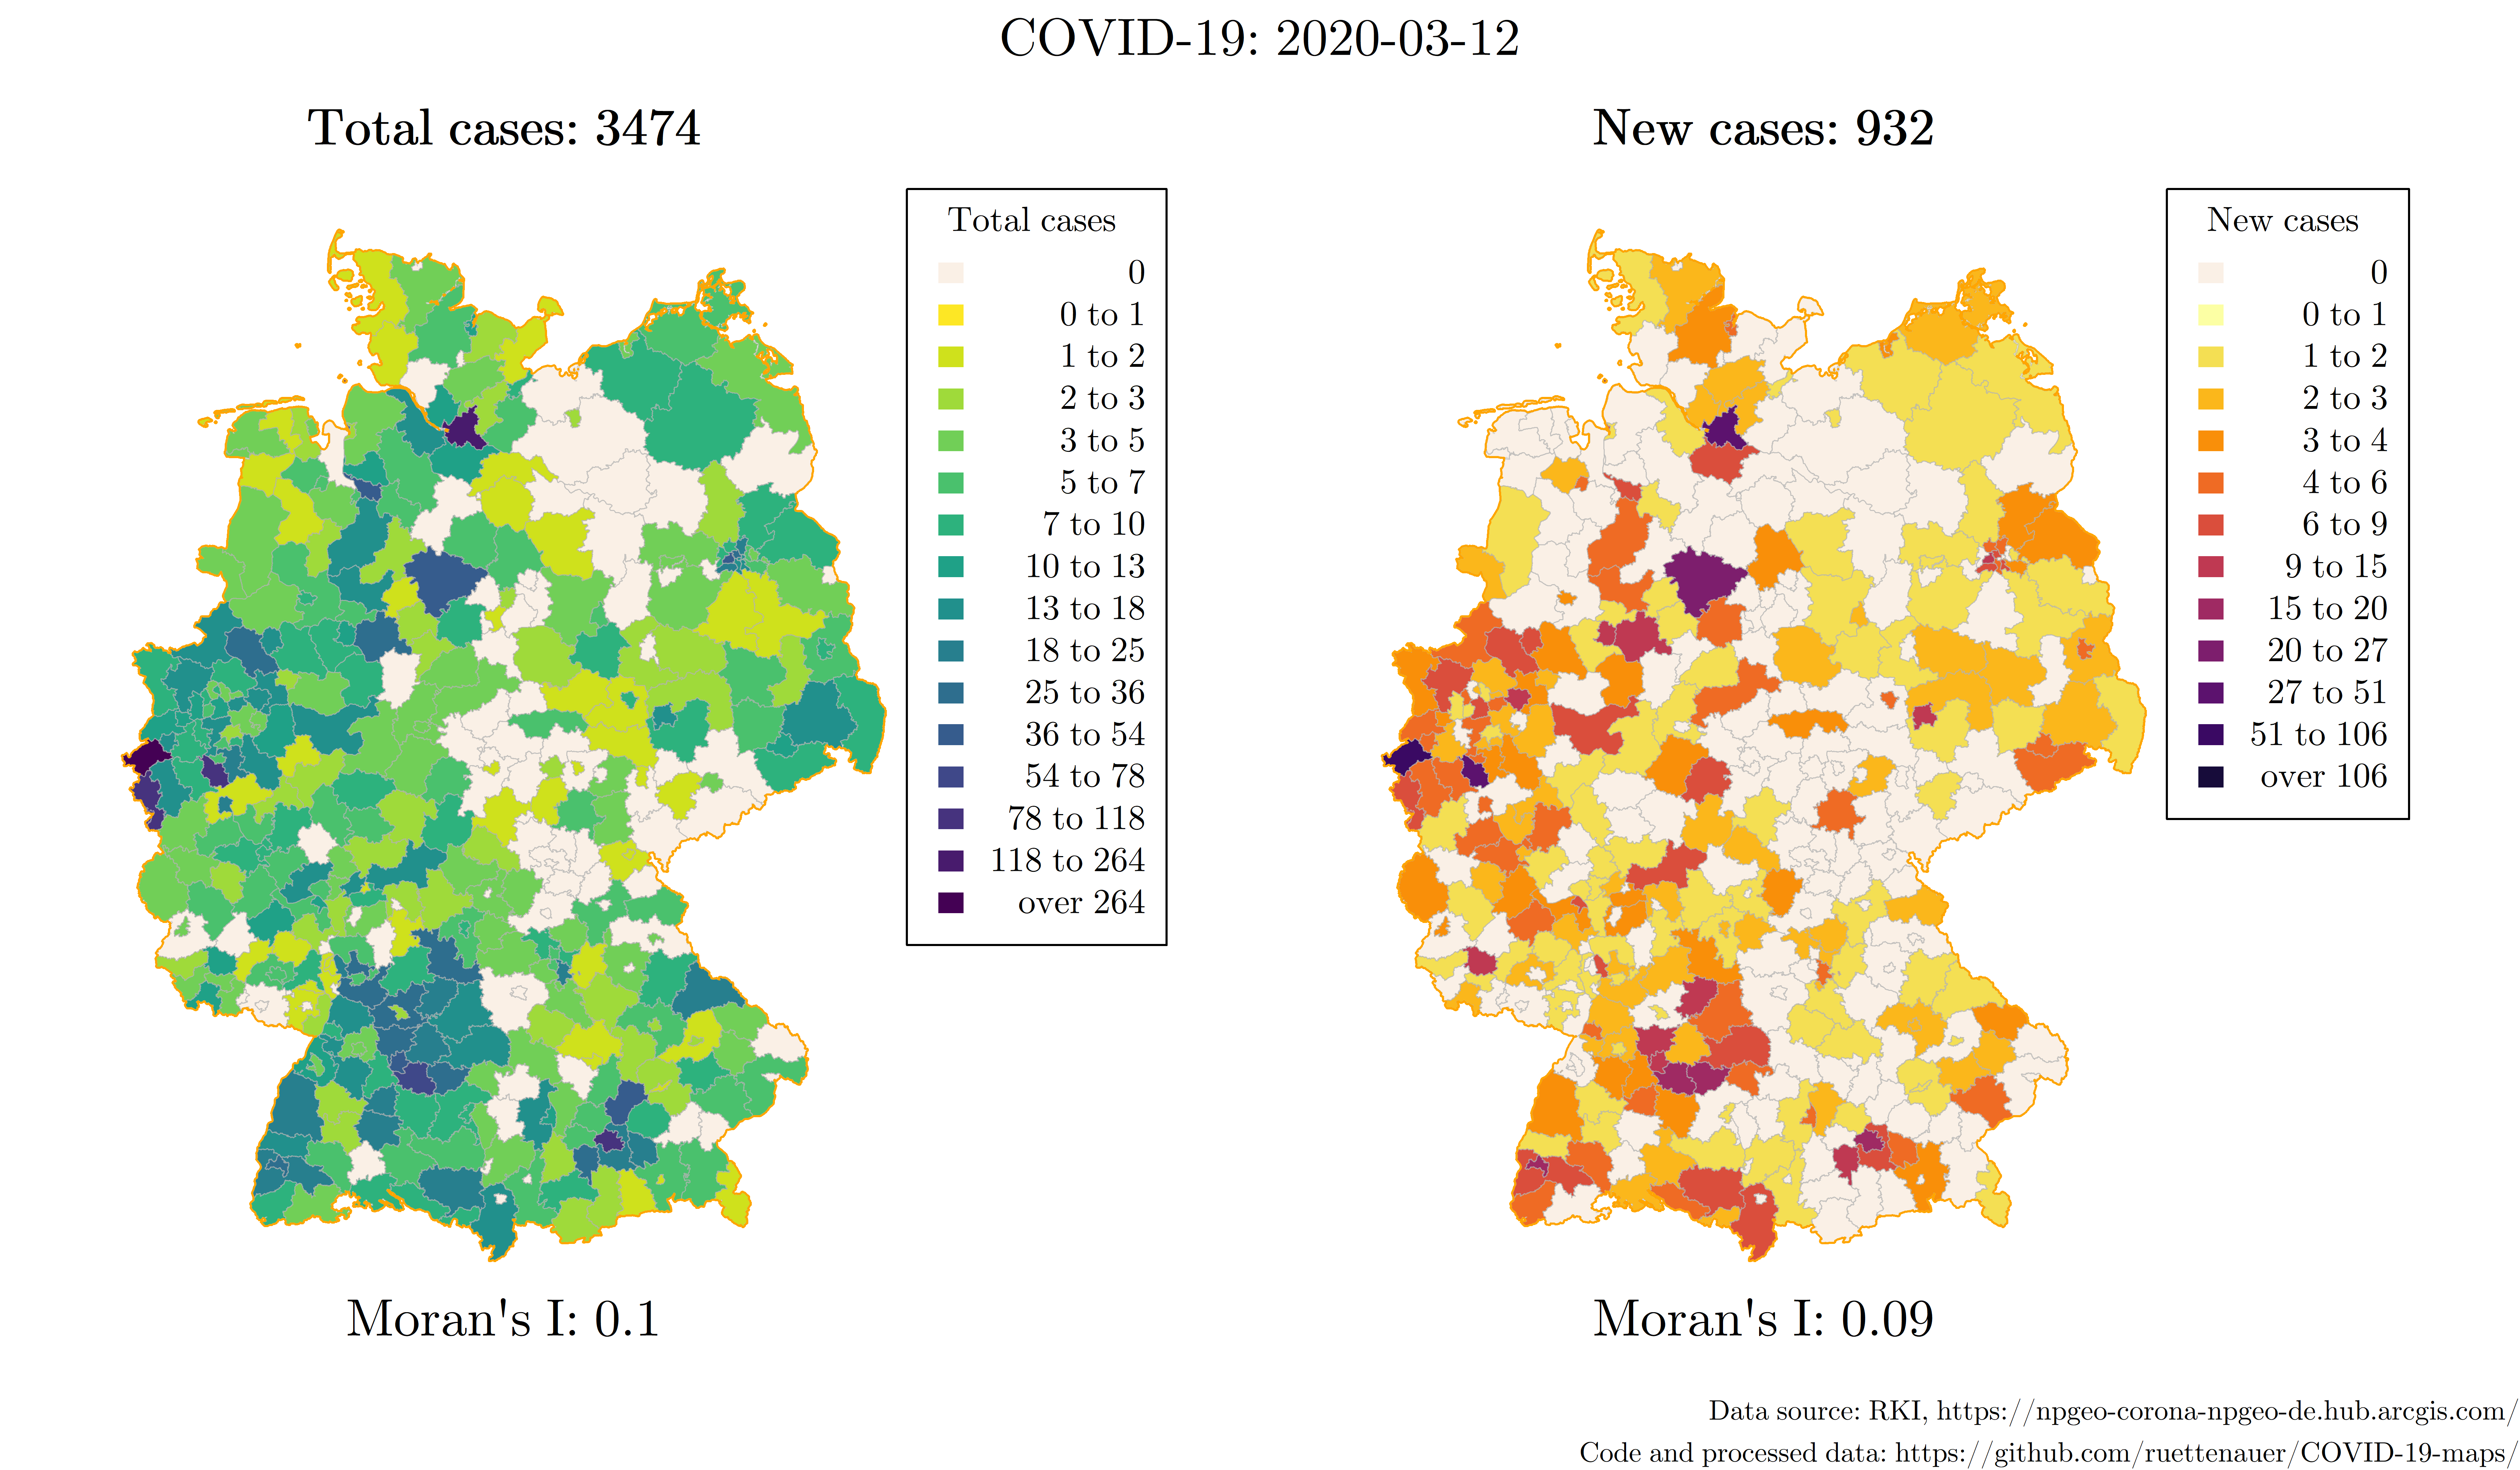 COVID-19: 2020-03-12
Total cases: 3474
Total cases
0
0 to 1
1 to 2
2 to 3
3 to 5
5 to 7
7 to 10
10 to 13
13 to 18
18 to 25
25 to 36
36 to 54
54 to 78
78 to 118
118 to 264
over 264
Moran's I: 0.1
New cases: 932
New cases
0
0 to 1
1 to 2
2 to 3
3 to 4
4 to 6
6 to 9
9 to 15
15 to 20
20 to 27
27 to 51
51 to 106
over 106
Moran's I: 0.09
Data source: RKI, https://npgeo-corona-npgeo-de.hub.arcgis.com/
Code and processed data: https://github.com/ruettenauer/COVID-19-maps/